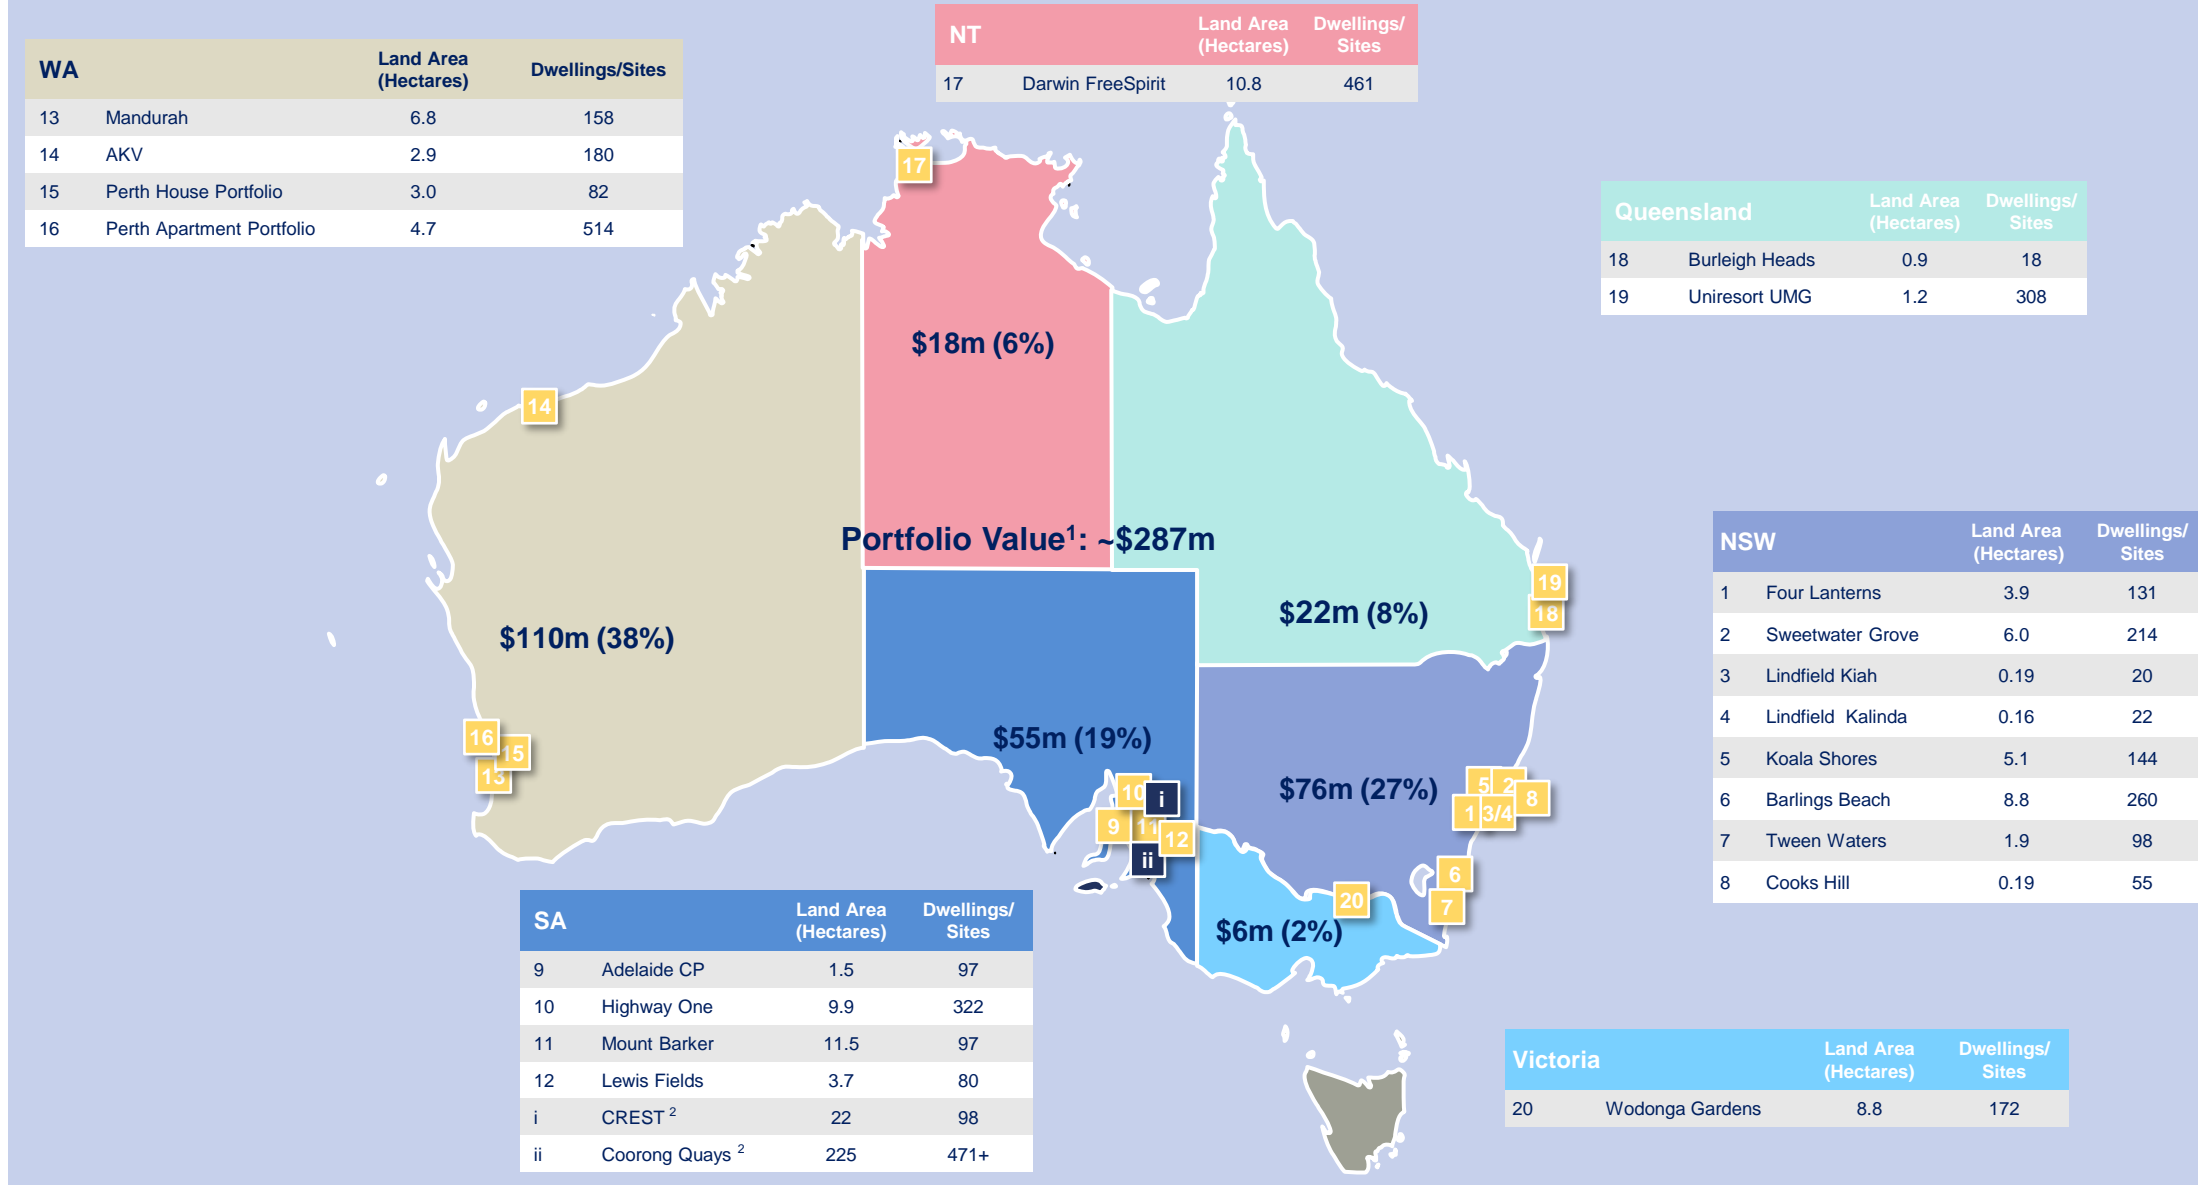 NT Land Area (Hectares) Dwellings/ Sites
17 Darwin FreeSpirit 10.8 461
WA Land Area (Hectares) Dwellings/Sites
13 Mandurah 6.8 158
14 AKV 2.9 180
15 Perth House Portfolio 3.0 82
16 Perth Apartment Portfolio 4.7 514
Queensland Land Area (Hectares) Dwellings/ Sites
18 Burleigh Heads 0.9 18
19 Uniresort UMG 1.2 308
17
$18m (6%)
14
Portfolio Value1: ~$287m
19
18
$22m (8%)
$110m (38%)
16
15
13
$55m (19%)
$76m (27%)
10
i
9
11
12
ii
5
2
8
1
3/4
6
7
20
$6m (2%)
NSW Land Area (Hectares) Dwellings/ Sites
1 Four Lanterns 3.9 131
2 Sweetwater Grove 6.0 214
3 Lindfield Kiah 0.19 20
4 Lindfield Kalinda 0.16 22
5 Koala Shores 5.1 144
6 Barlings Beach 8.8 260
7 Tween Waters 1.9 98
8 Cooks Hill 0.19 55
SA Land Area (Hectares) Dwellings/ Sites
9 Adelaide CP 1.5 97
10 Highway One 9.9 322
11 Mount Barker 11.5 97
12 Lewis Fields 3.7 80
i CREST 2 22 98
ii Coorong Quays 2 225 471+
Victoria Land Area (Hectares) Dwellings/ Sites
20 Wodonga Gardens 8.8 172